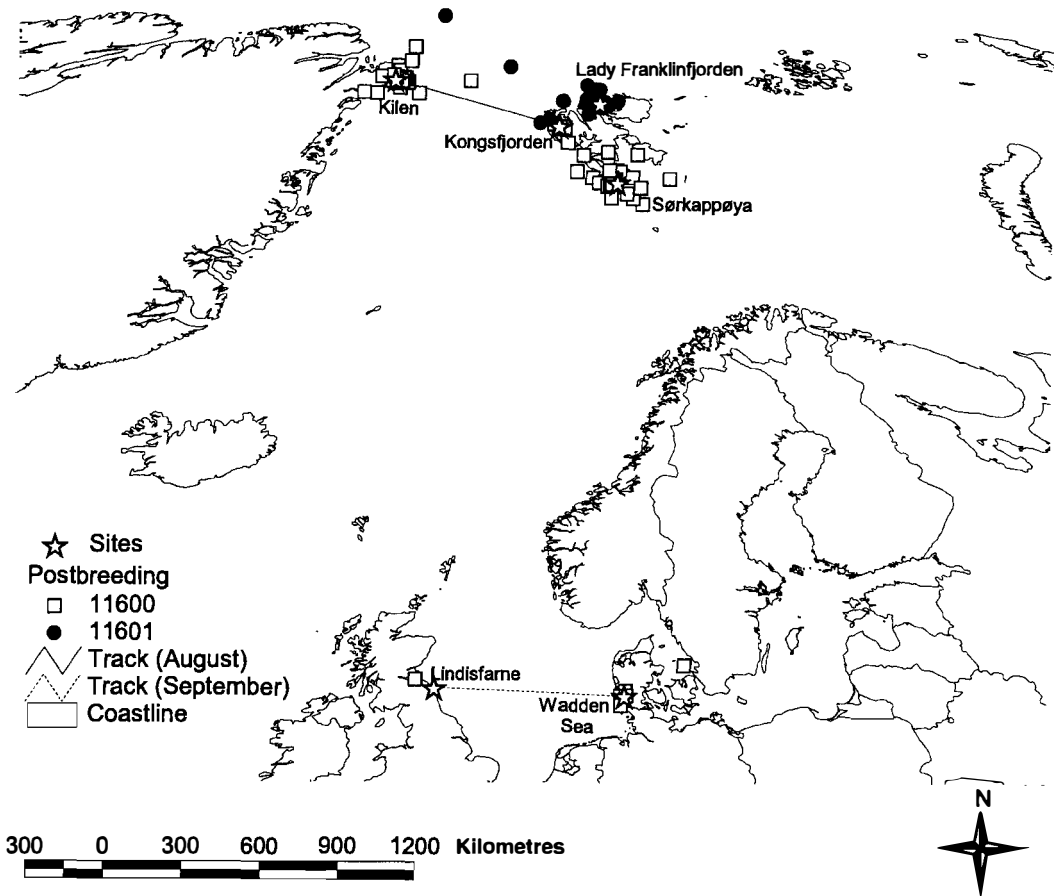 Lady Franklinfjorden
Kilen
Kongsfjorden
Sørkappøya
Sites
Postbreeding
11600
11601
Track (August)
Track (September)
Coastline
Lindisfarne
Wadden
Sea
N
300 0 300 600 900 1200 Kilometres